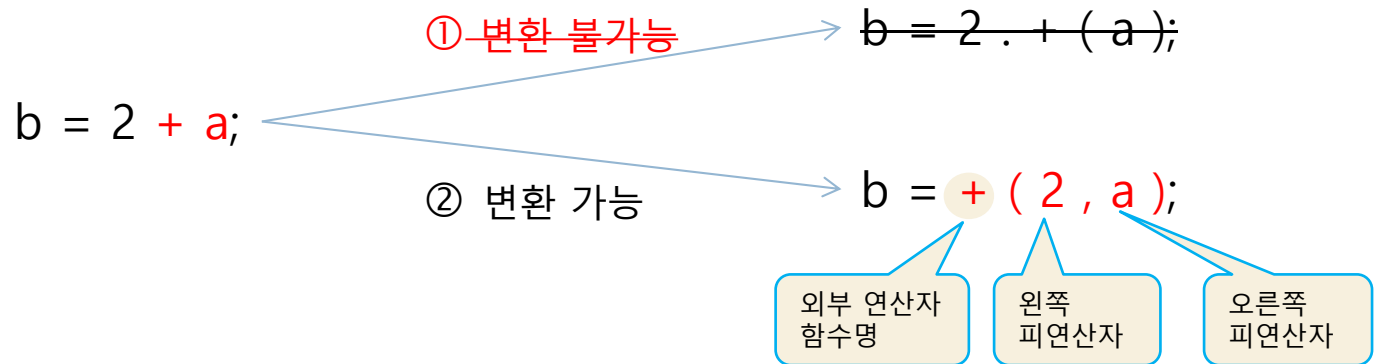 ① 변환 불가능
b = 2 . + ( a );
b = 2 + a;
② 변환 가능
b = + ( 2 , a );
외부 연산자
함수명
왼쪽
피연산자
오른쪽
피연산자